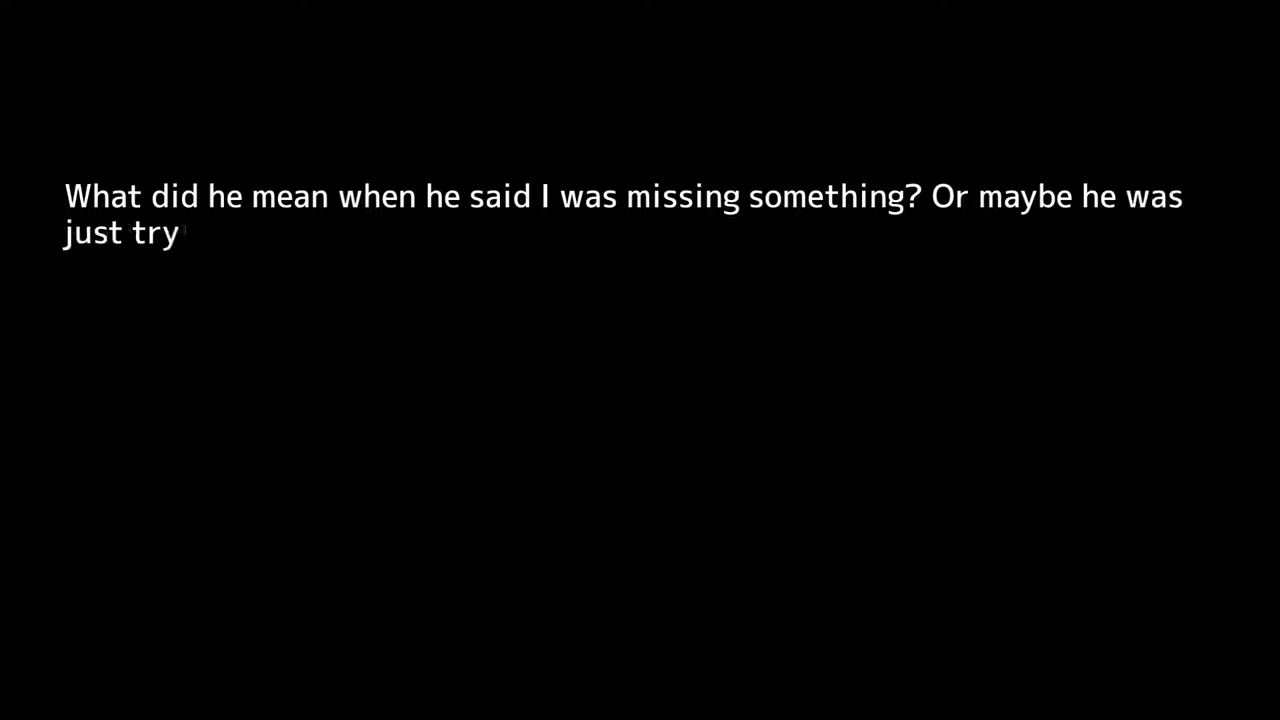 What did he mean when he said I was missing something? Or maybe he was
just try